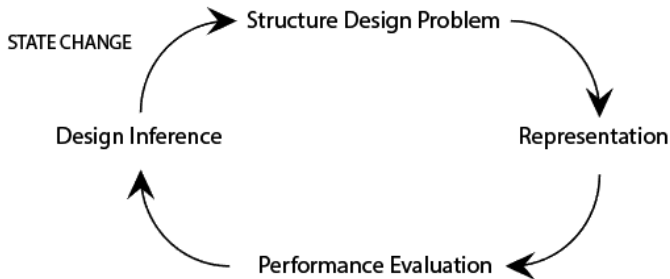 Structure Design Problem
STATE CHANGE
Design Inference
Representation
Performance Evaluation